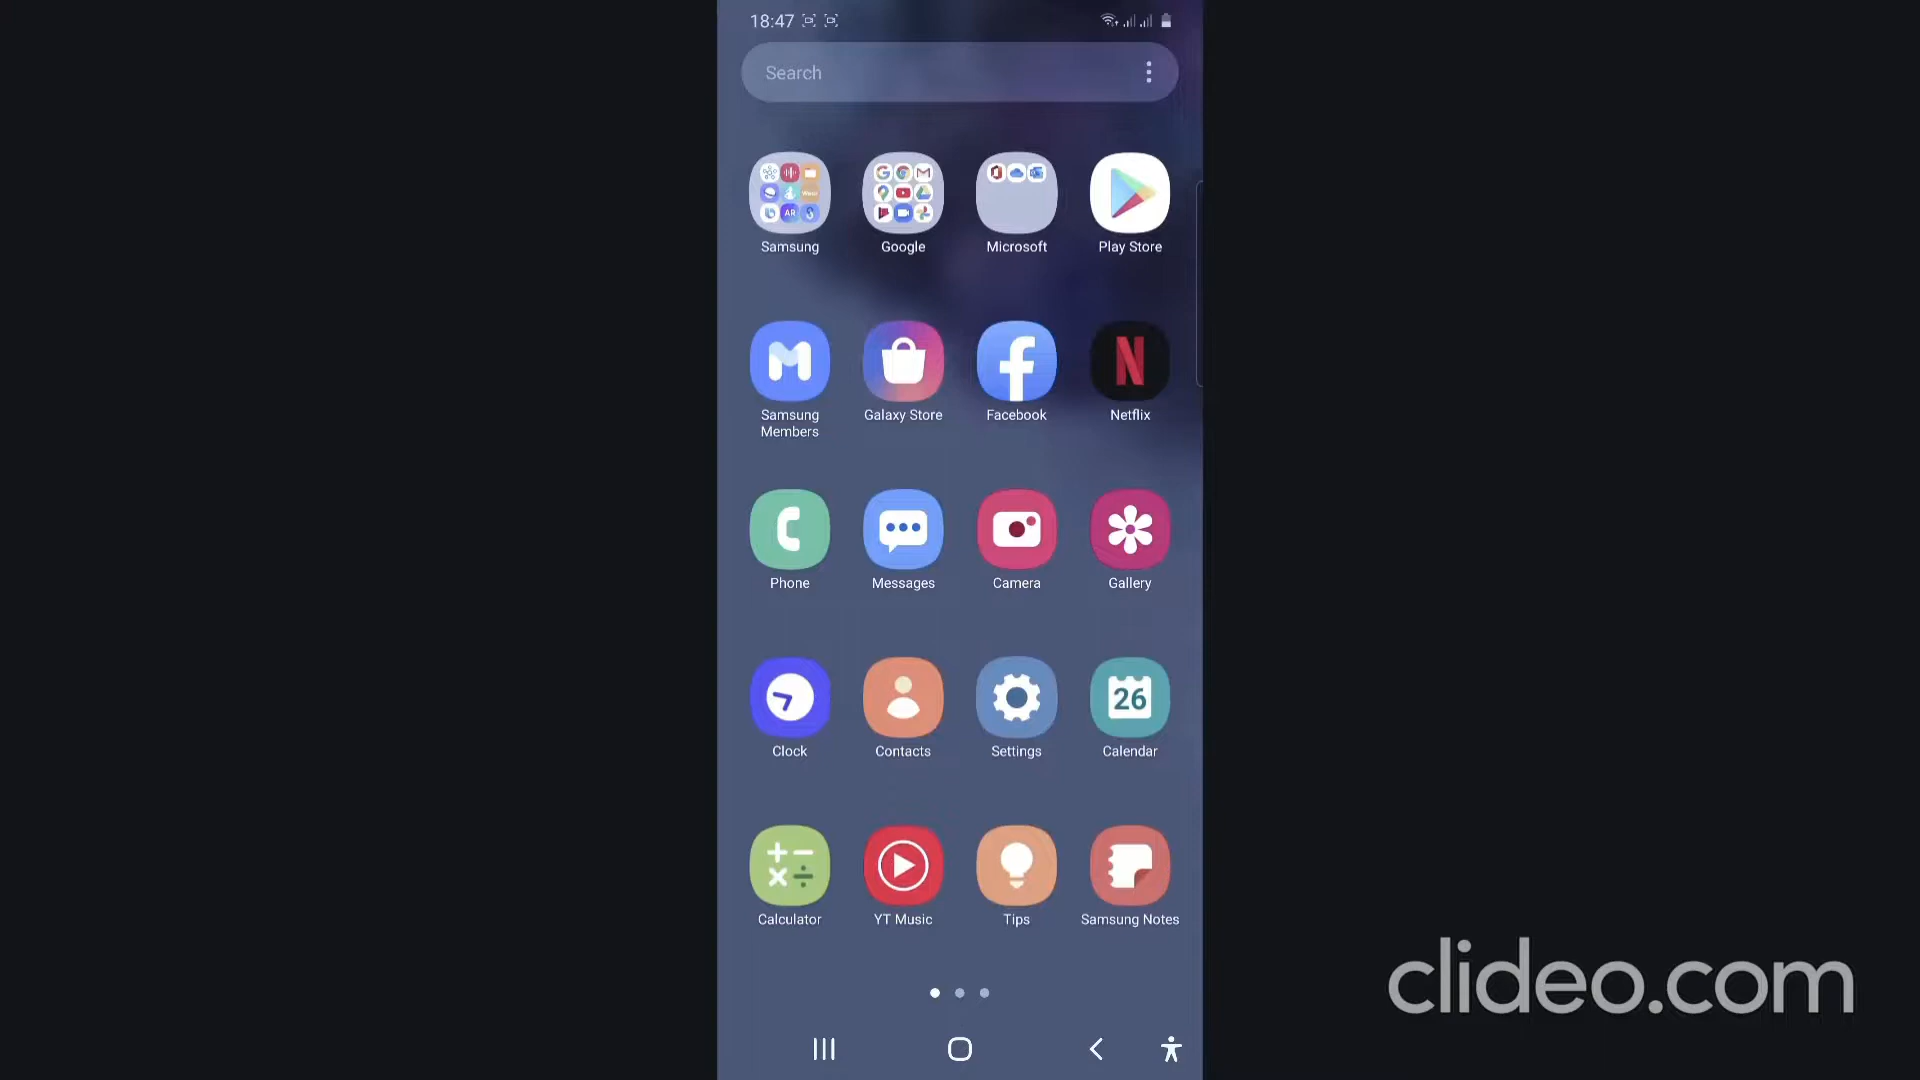 18:47
Search
Samsung
Google
Microsoft
Play Store
Samsung
Members
Galaxy Store
Facebook
Netflix
Phone
Messages
Camera
Gallery
26
Clock
Contacts
Settings
Calendar
Calculator
YT Music
Tips
Samsung Notes
clideo.com